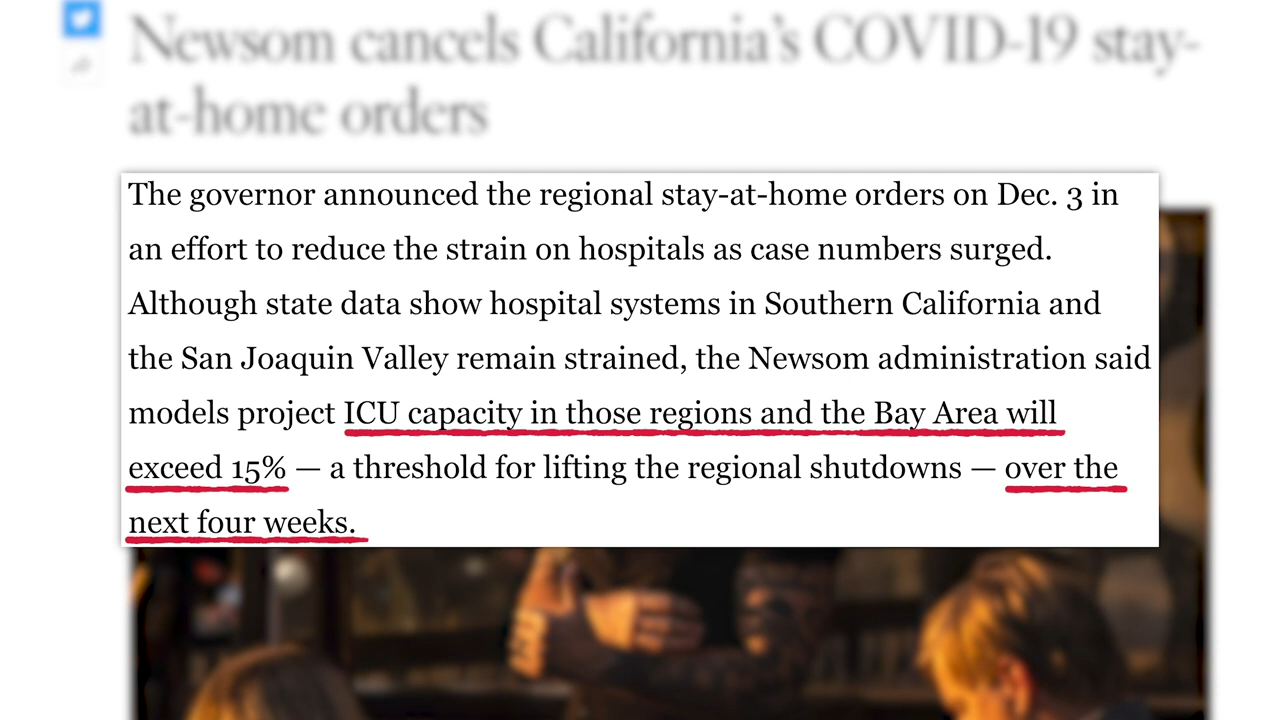 Newsom cancels California’s COVID-19 stay-
at-home orders
The governor announced the regional stay-at-home orders on Dec. 3 in
an effort to reduce the strain on hospitals as case numbers surged.
Although state data show hospital systems in Southern California and
the San Joaquin Valley remain strained, the Newsom administration said
models project ICU capacity in those regions and the Bay Area will
exceed 15% — a threshold for lifting the regional shutdowns — over the
next four weeks.